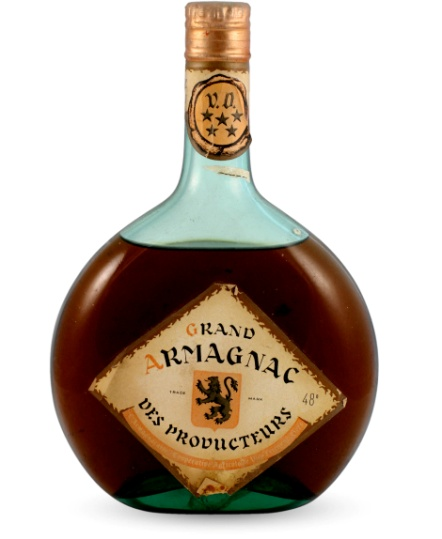 V.O.
GRAND
ARMAGNAC
TRADE MARK
48°
DES PRODUCTEURS